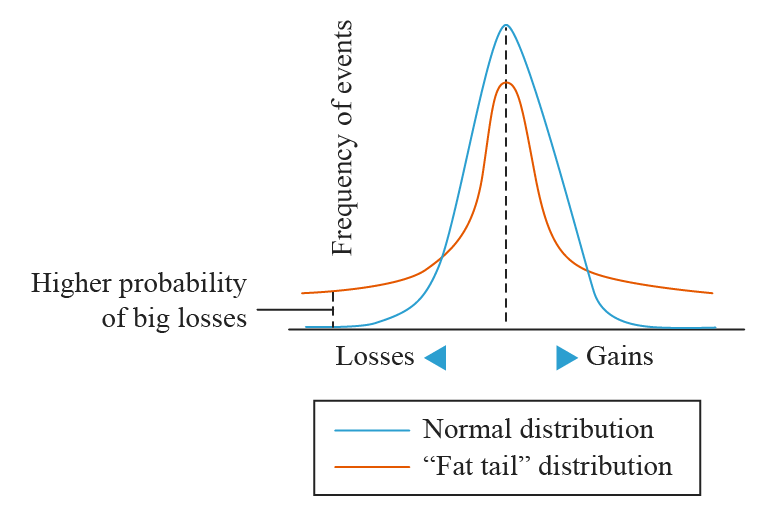 Frequency of events
Higher probability
of big losses
Losses
Gains
Normal distribution
“Fat tail” distribution